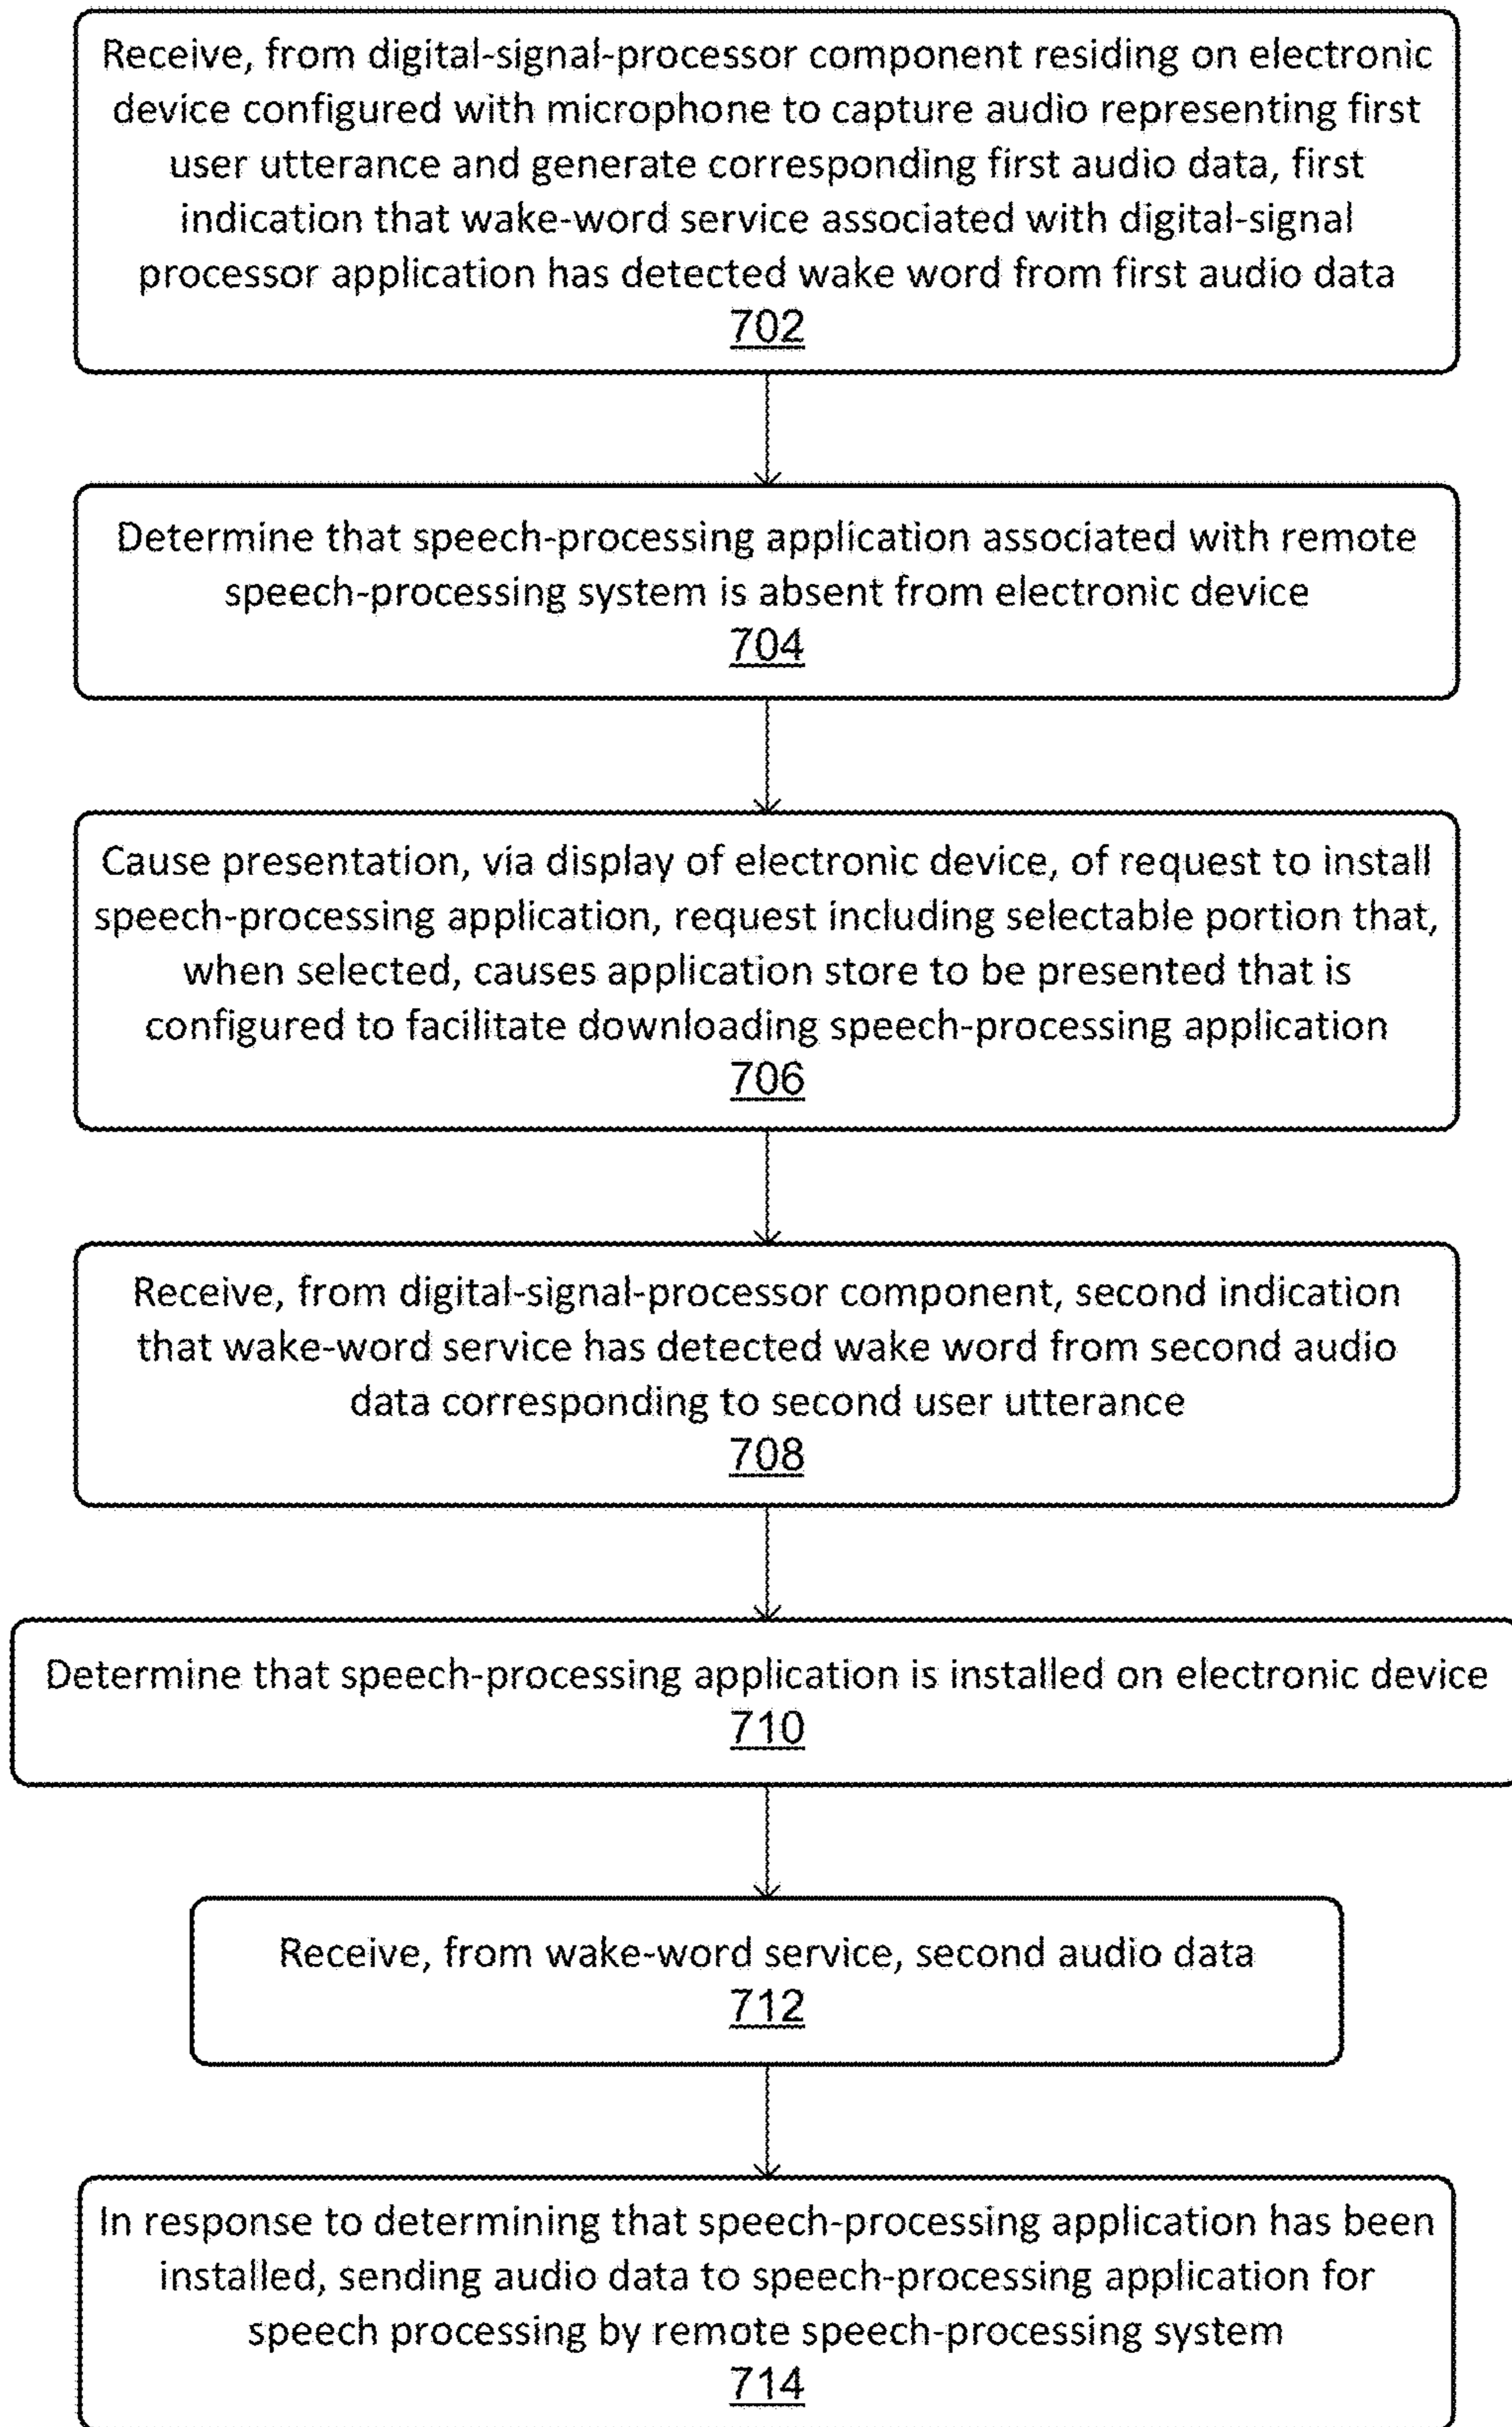 Receive, from digital-signal-processor component residing on electronic
device configured with microphone to capture audio representing first
user utterance and generate corresponding first audio data, first
indication that wake-word service associated with digital-signal
processor application has detected wake word from first audio data
702
Determine that speech-processing application associated with remote
speech-processing system is absent from electronic device
704
Cause presentation, via display of electronic device, of request to install
speech-processing application, request including selectable portion that,
when selected, causes application store to be presented that is
configured to facilitate downloading speech-processing application
706
Receive, from digital-signal-processor component, second indication
that wake-word service has detected wake word from second audio
data corresponding to second user utterance
708
Determine that speech-processing application is installed on electronic device
710
Receive, from wake-word service, second audio data
712
In response to determining that speech-processing application has been
installed, sending audio data to speech-processing application for
speech processing by remote speech-processing system
714